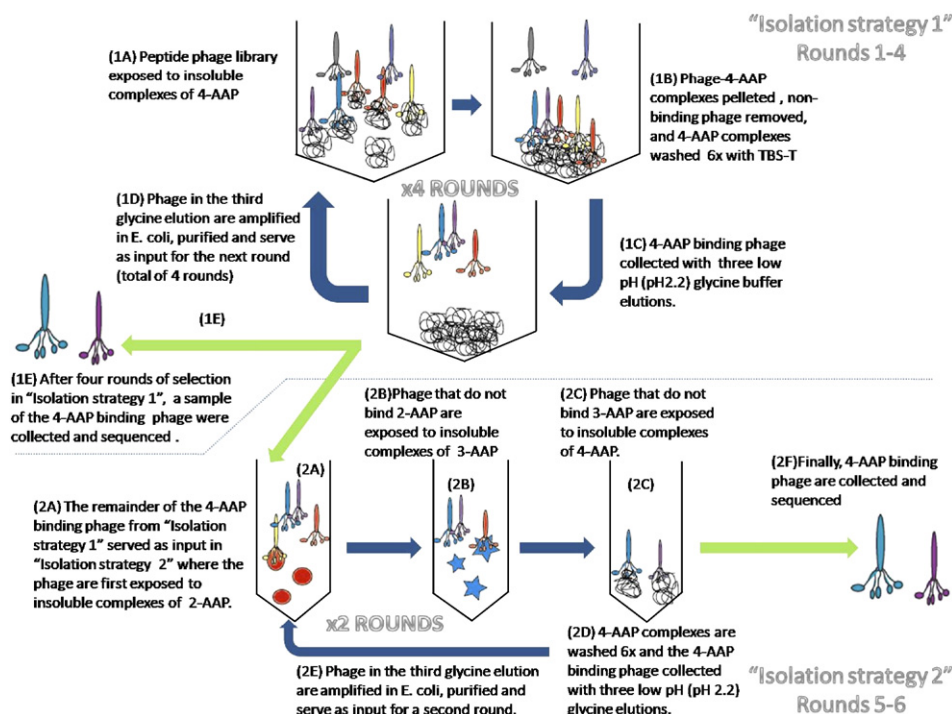 "Isolation strategy 1"
Rounds 1-4
(1A) Peptide phage library
exposed to insoluble
complexes of 4-AAP
(1B) Phage-4-AAP
complexes pelleted , non-
binding phage removed,
and 4-AAP complexes
washed 6x with TBS-T
x4 ROUNDS
(1D) Phage in the third
glycine elution are amplified
in E. coli, purified and serve
as input for the next round
(total of 4 rounds)
(1C) 4-AAP binding phage
collected with three low
pH (pH2.2) glycine buffer
elutions.
(1E)
(1E) After four rounds of selection
in "Isolation strategy 1", a sample
of the 4-AAP binding phage were
collected and sequenced .
(2B)Phage that do not
bind 2-AAP are
exposed to insoluble
complexes of 3-AAP
(2C) Phage that do not
bind 3-AAP are exposed
to insoluble complexes
of 4-AAP.
(2F)Finally, 4-AAP binding
phage are collected and
sequenced
(2A)
(2B)
(2C)
(2A) The remainder of the 4-AAP
binding phage from "Isolation
strategy 1" served as input in
"Isolation strategy 2" where the
phage are first exposed to
insoluble complexes of 2-AAP.
x2 ROUNDS
(2E) Phage in the third glycine elution
are amplified in E. coli, purified and
serve as input for a second round.
(2D) 4-AAP complexes are
washed 6x and the 4-AAP
binding phage collected
with three low pH (pH 2.2)
glycine elutions.
"Isolation strategy 2"
Rounds 5-6